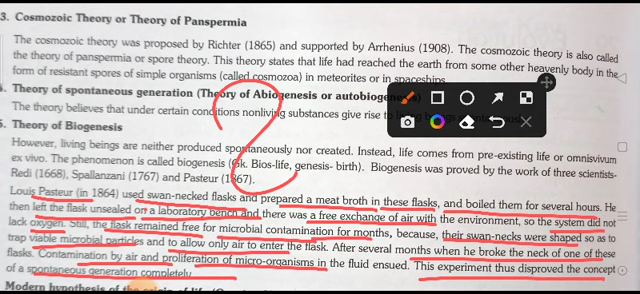 3. Cosmozoic Theory or Theory of Panspermia
The cosmozoic theory was proposed by Richter (1865) and supported by Arrhenius (1908). The cosmozoic theory is also called
the theory of panspermia or spore theory. This theory states that life had reached the earth from some other heavenly body in the
form of resistant spores of simple organisms (called cosmozoa) in meteorites or in spaceships
4. Theory of spontaneous generation (Theory of Abiogenesis or autobiogenesis)
The theory believes that under certain conditions nonliving substances give rise to
5. Theory of Biogenesis
However, living beings are neither produced spontaneously nor created. Instead, life comes from pre-existing life or omnisvivum
ex vivo. The phenomenon is called biogenesis (Gk. Bios-life, genesis- birth). Biogenesis was proved by the work of three scientists-
Redi (1668), Spallanzani (1767) and Pasteur (1867).
Louis Pasteur (in 1864) used swan-necked flasks and prepared a meat broth in these flasks, and boiled them for several hours. He
then left the flask unsealed on a laboratory bench and there was a free exchange of air with the environment, so the system did not
lack oxygen. Still, the flask remained free for microbial contamination for months, because, their swan-necks were shaped so as to
trap viable microbial particles and to allow only air to enter the flask. After several months when he broke the neck of one of these
flasks. Contamination by air and proliferation of micro-organisms in the fluid ensued. This experiment thus disproved the concept
of a spontaneous generation completely.
Modern hypothesis of the origin of life